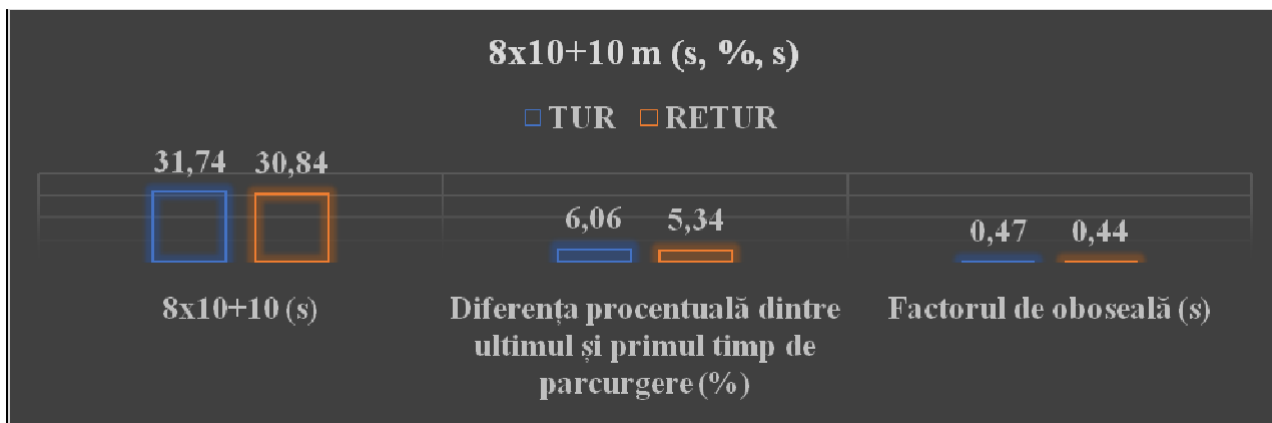 8x10+10 m (s, %, s)
TUR RETUR
31,74 30,84
6,06 5,34
0,47 0,44
8x10+10 (s)
Diferența procentuală dintre
ultimul și primul timp de
parcurgere (%)
Factorul de oboseală (s)